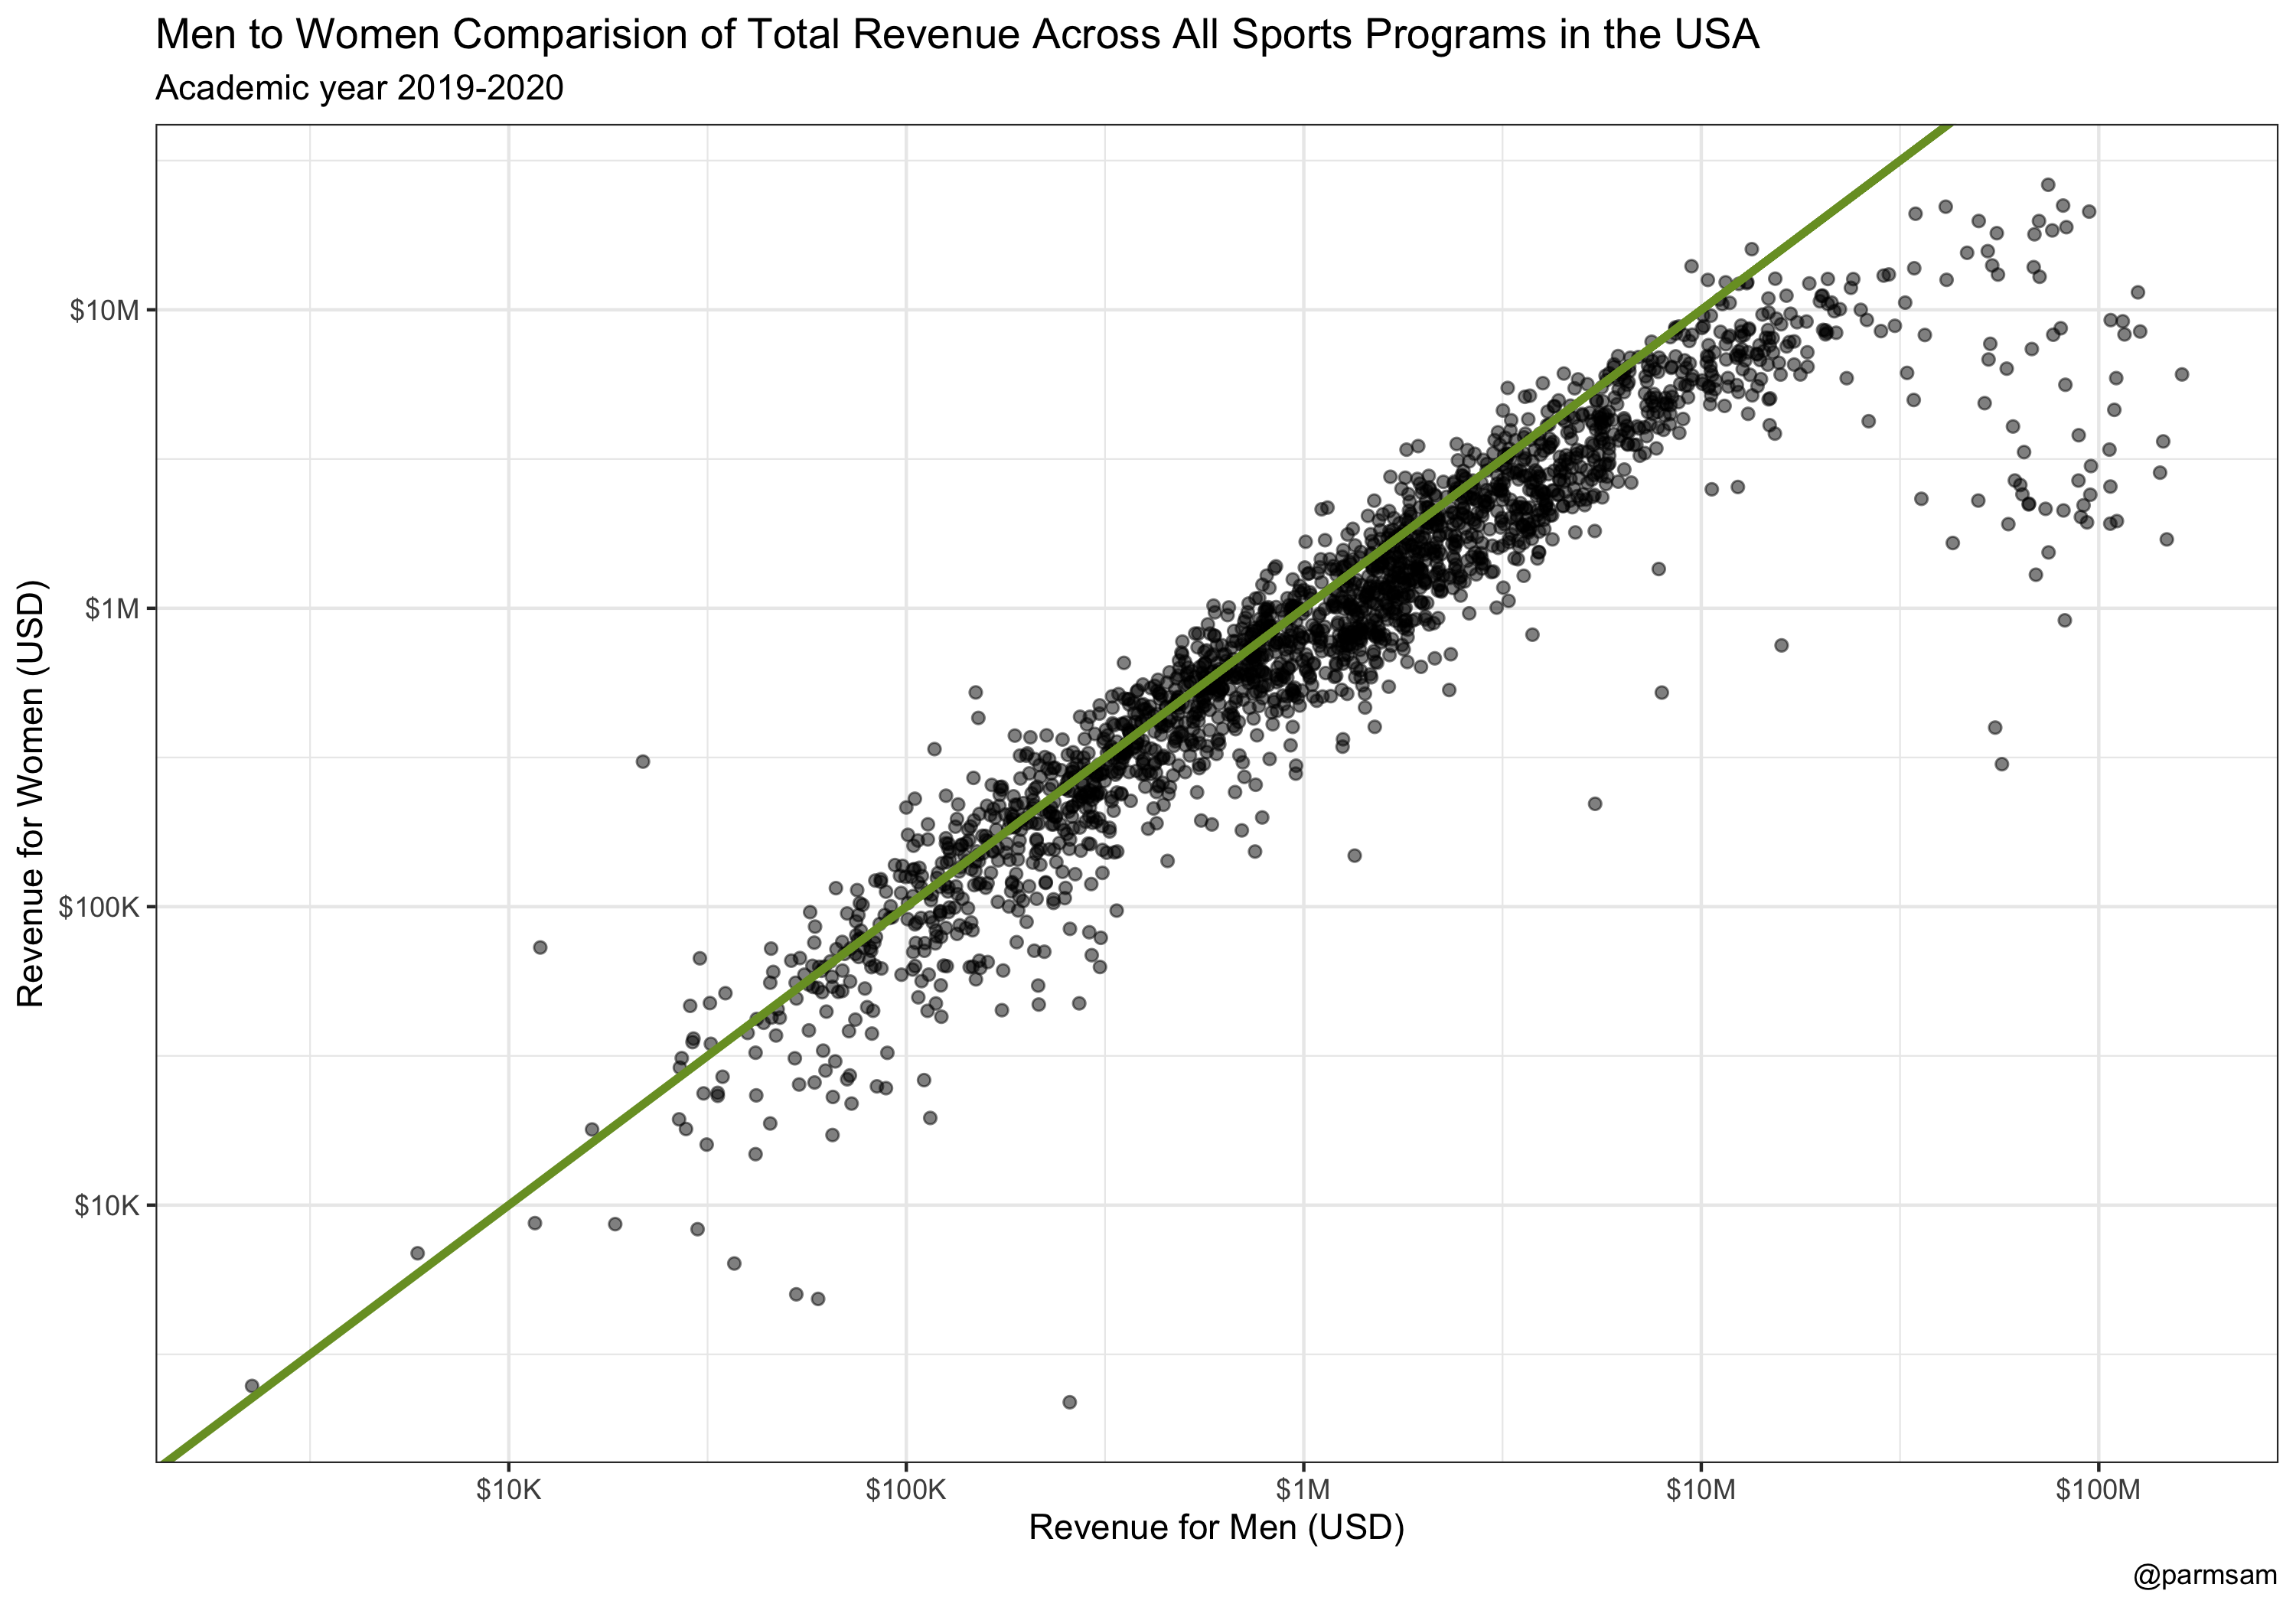 Men to Women Comparision of Total Revenue Across All Sports Programs in the USA
Academic year 2019-2020
Revenue for Women (USD)
$10M
$1M
$100K
$10K
$10K
$100K
$1M
$10M
$100M
Revenue for Men (USD)
@parmsam